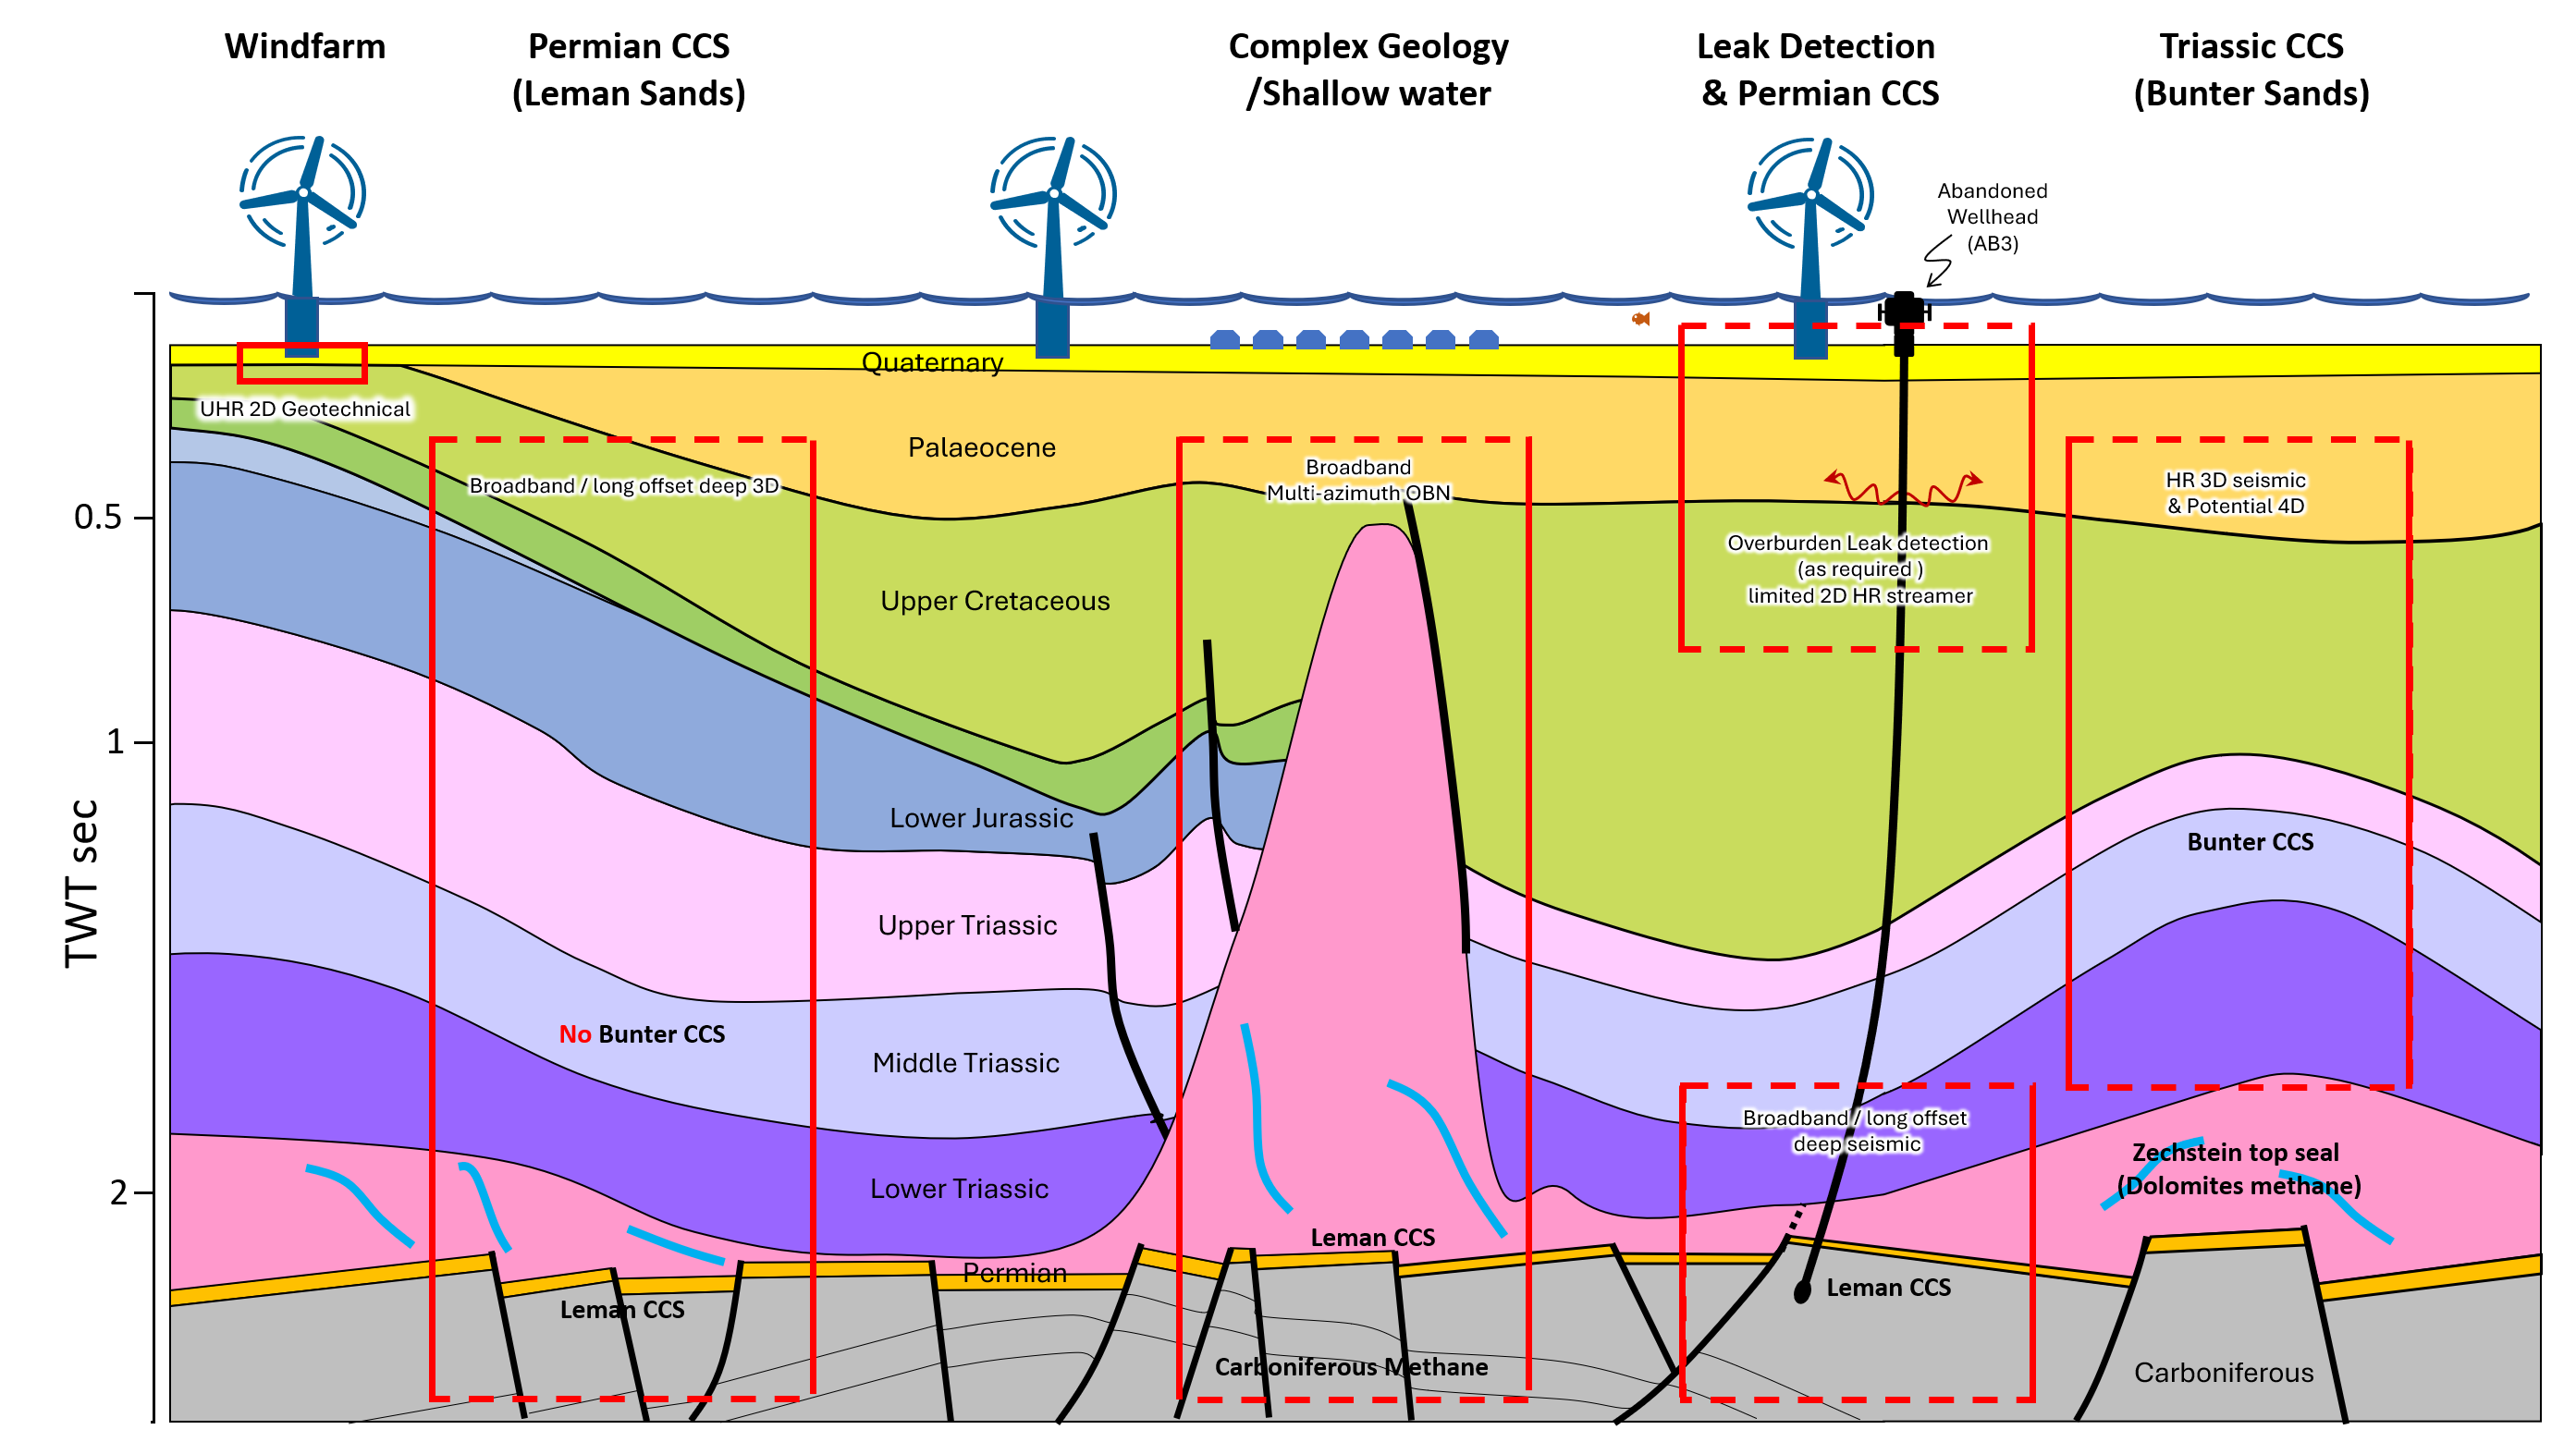 Windfarm
Permian CCS
(Leman Sands)
Complex Geology
/Shallow water
Leak Detection
& Permian CCS
Triassic CCS
(Bunter Sands)
Abandoned
Wellhead
(AB3)
Quaternary
UHR 2D Geotechnical
Palaeocene
Broadband / long offset deep 3D
Broadband
Multi-azimuth OBN
HR 3D seismic
& Potential 4D
0.5
Overburden Leak detection
(as required )
limited 2D HR streamer
Upper Cretaceous
1
TWT sec
Lower Jurassic
Bunter CCS
Upper Triassic
No Bunter CCS
Middle Triassic
Broadband / long offset
deep seismic
Zechstein top seal
(Dolomites methane)
2
Lower Triassic
Leman CCS
Permian
Leman CCS
Leman CCS
Carboniferous Methane
Carboniferous